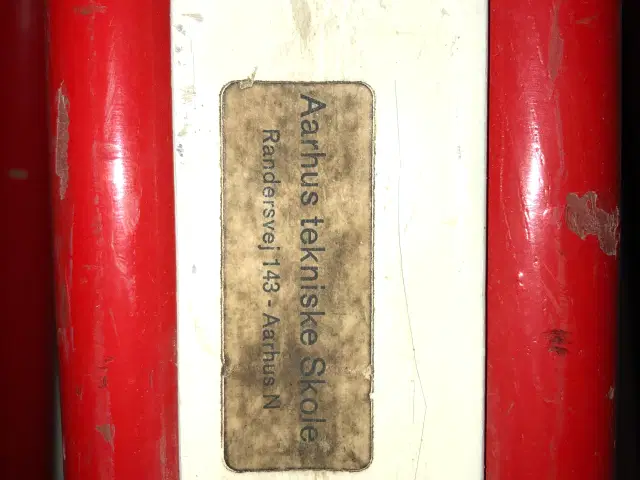 Aarhus tekniske Skole
Randersvej 143 - Aarhus N